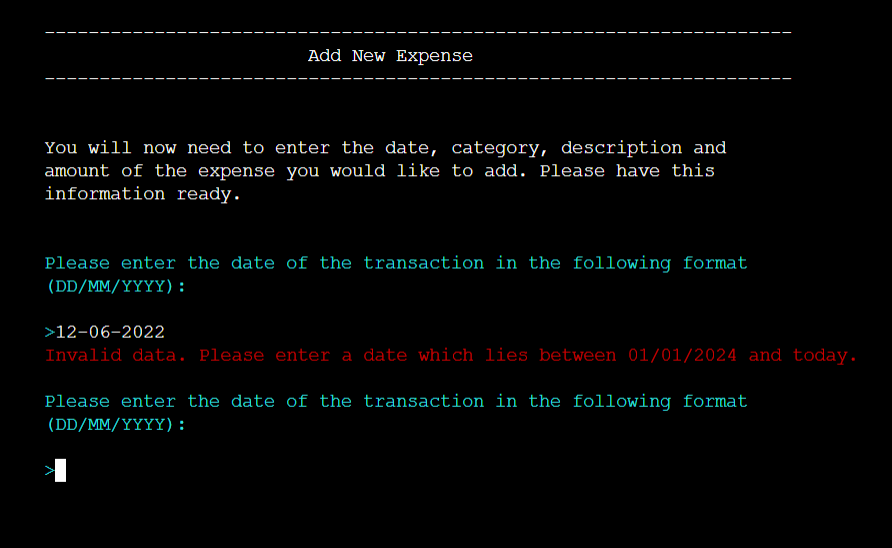 --------------------------------------------------------------------
Add New Expense
--------------------------------------------------------------------
You will now need to enter the date, category, description and
amount of the expense you would like to add. Please have this
information ready.
Please enter the date of the transaction in the following format
(DD/MM/YYYY):
>12-06-2022
Invalid data. Please enter a date which lies between 01/01/2024 and today.
Please enter the date of the transaction in the following format
(DD/MM/YYYY):
>